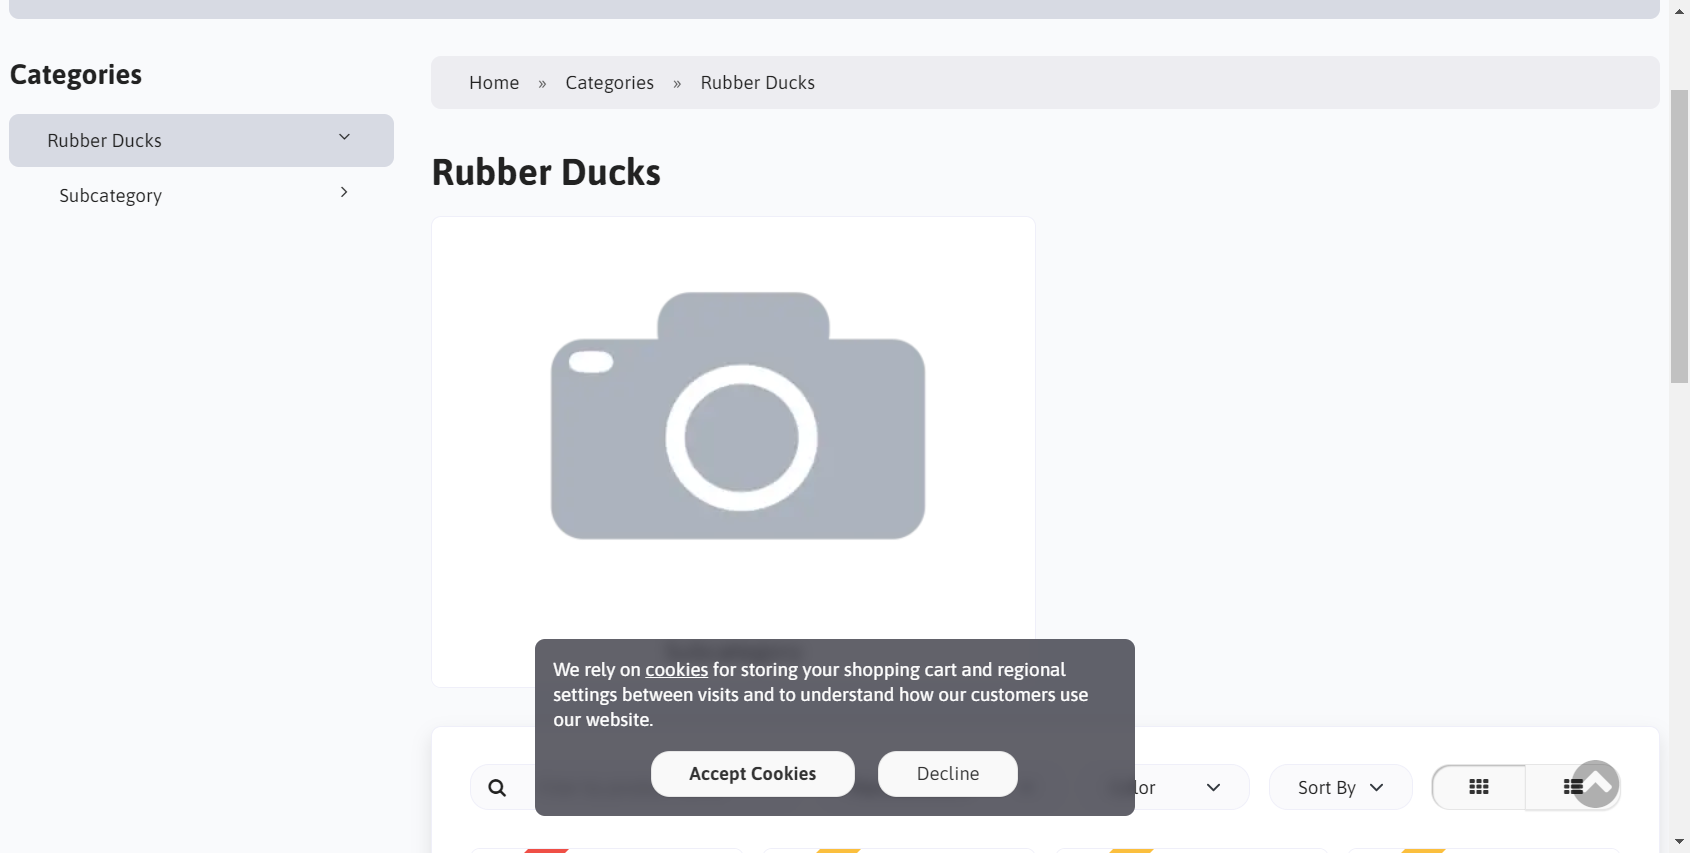 Categories
Home » Categories » Rubber Ducks
Rubber Ducks
Subcategory
Rubber Ducks
We rely on cookies for storing your shopping cart and regional
settings between visits and to understand how our customers use
our website.
Accept Cookies
Decline
lor
Sort By